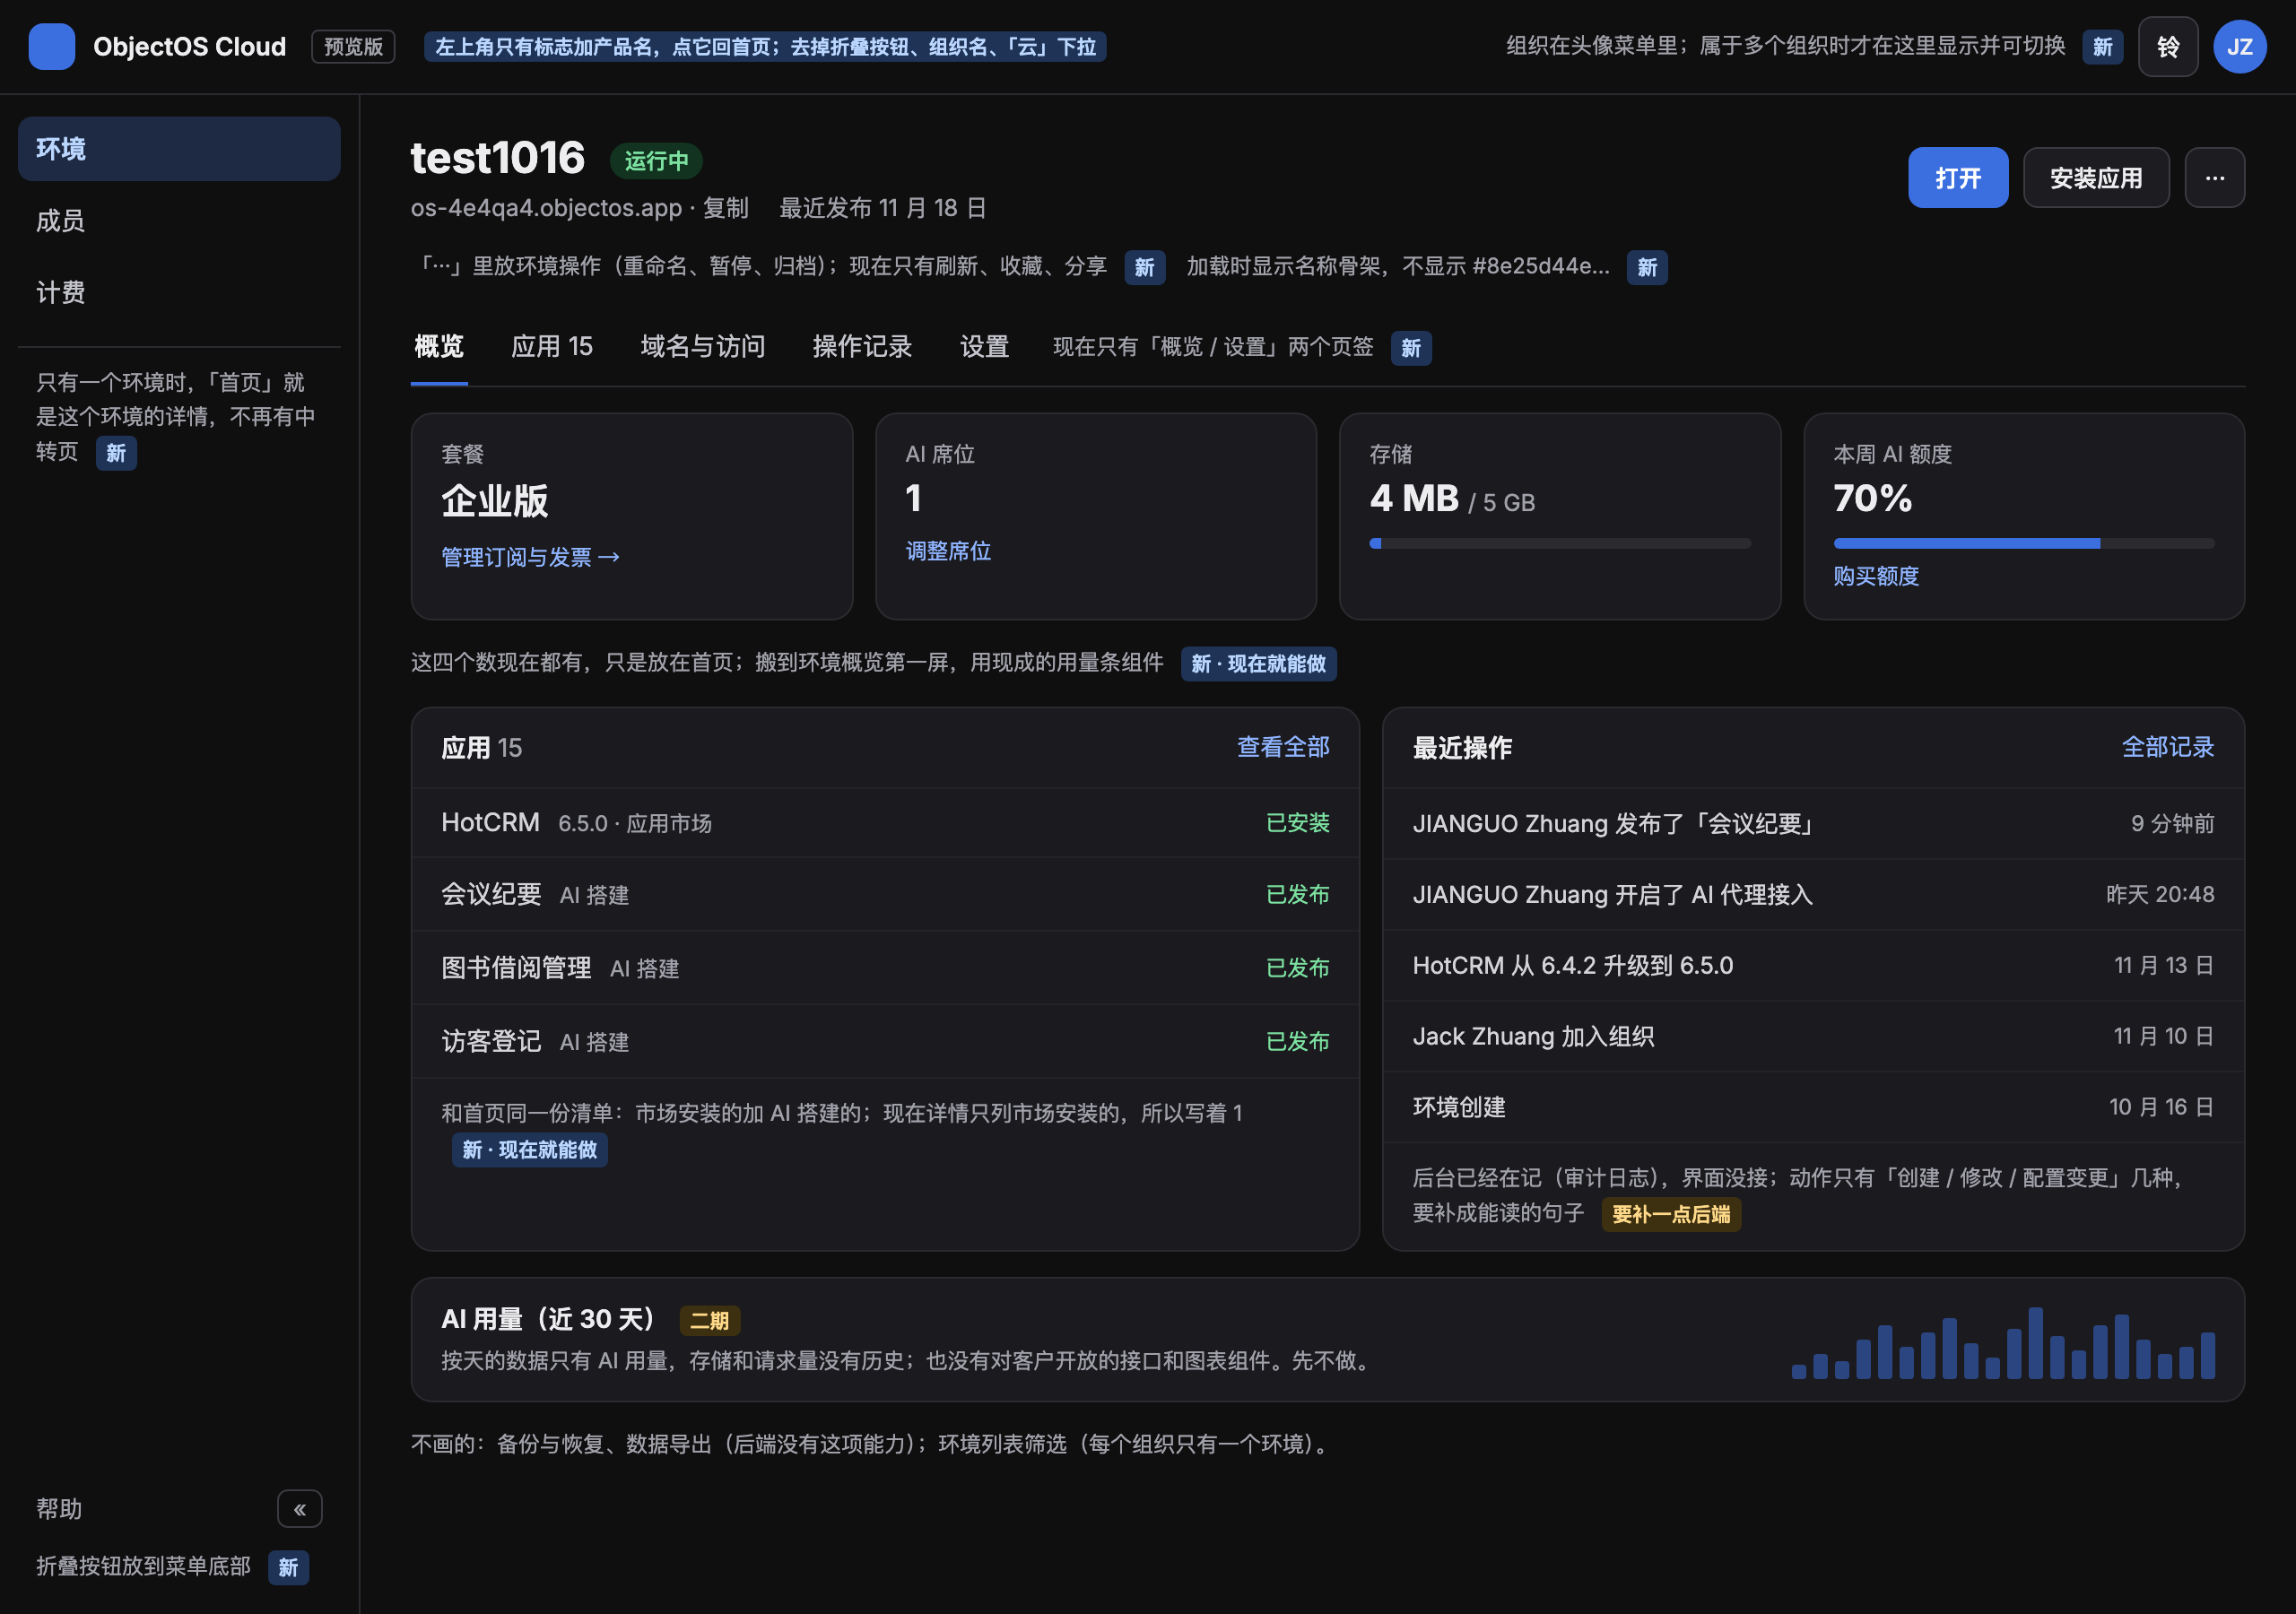 ObjectOS Cloud 预览版 左上角只有标志加产品名，点它回首页；去掉折叠按钮、组织名、「云」下拉
组织在头像菜单里；属于多个组织时才在这里显示并可切换 新 铃 JZ
环境
成员
计费
只有一个环境时，「首页」就
是这个环境的详情，不再有中
转页 新
帮助 «
折叠按钮放到菜单底部 新
test1016 运行中
os-4e4qa4.objectos.app · 复制 最近发布 11 月 18 日
打开 安装应用 ···
「···」里放环境操作（重命名、暂停、归档）；现在只有刷新、收藏、分享 新 加载时显示名称骨架，不显示 #8e25d44e... 新
概览 应用 15 域名与访问 操作记录 设置 现在只有「概览 / 设置」两个页签 新
套餐
企业版
管理订阅与发票 →
AI 席位
1
调整席位
存储
4 MB / 5 GB
本周 AI 额度
70%
购买额度
这四个数现在都有，只是放在首页；搬到环境概览第一屏，用现成的用量条组件 新 · 现在就能做
应用 15 查看全部
HotCRM 6.5.0 · 应用市场 已安装
会议纪要 AI 搭建 已发布
图书借阅管理 AI 搭建 已发布
访客登记 AI 搭建 已发布
和首页同一份清单：市场安装的加 AI 搭建的；现在详情只列市场安装的，所以写着 1
新 · 现在就能做
最近操作 全部记录
JIANGUO Zhuang 发布了「会议纪要」 9 分钟前
JIANGUO Zhuang 开启了 AI 代理接入 昨天 20:48
HotCRM 从 6.4.2 升级到 6.5.0 11 月 13 日
Jack Zhuang 加入组织 11 月 10 日
环境创建 10 月 16 日
后台已经在记（审计日志），界面没接；动作只有「创建 / 修改 / 配置变更」几种，
要补成能读的句子 要补一点后端
AI 用量（近 30 天） 二期
按天的数据只有 AI 用量，存储和请求量没有历史；也没有对客户开放的接口和图表组件。先不做。
不画的：备份与恢复、数据导出（后端没有这项能力）；环境列表筛选（每个组织只有一个环境）。